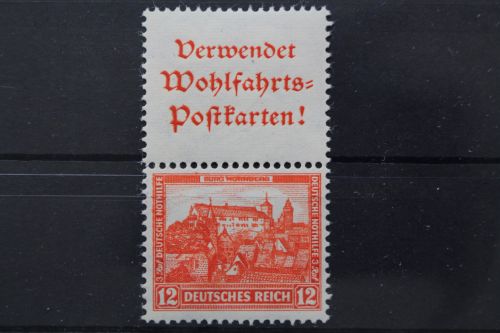 Verwendet
Wohlfahrts=
Postkarten!
BURG NÜRNBERG
DEUTSCHE NOTHILFE
DEUTSCHE NOTHILFE
12 DEUTSCHES REICH 12